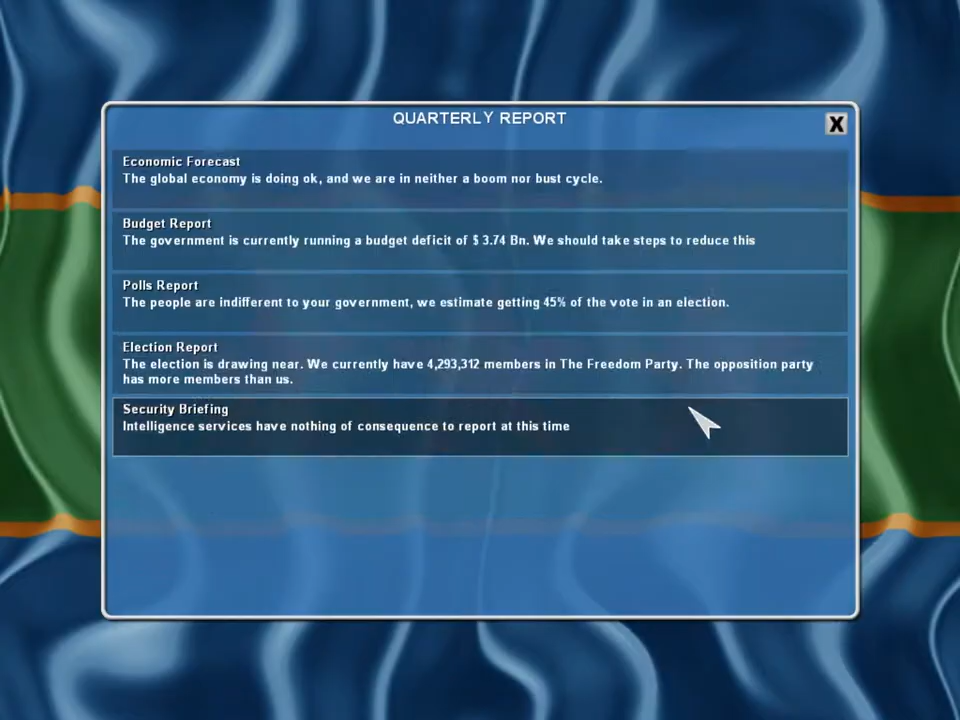 QUARTERLY REPORT
X
Economic Forecast
The global economy is doing ok, and we are in neither a boom nor bust cycle.
Budget Report
The government is currently running a budget deficit of $ 3.74 Bn. We should take steps to reduce this
Polls Report
The people are indifferent to your government, we estimate getting 45% of the vote in an election.
Election Report
The election is drawing near. We currently have 4,293,312 members in The Freedom Party. The opposition party
has more members than us.
Security Briefing
Intelligence services have nothing of consequence to report at this time